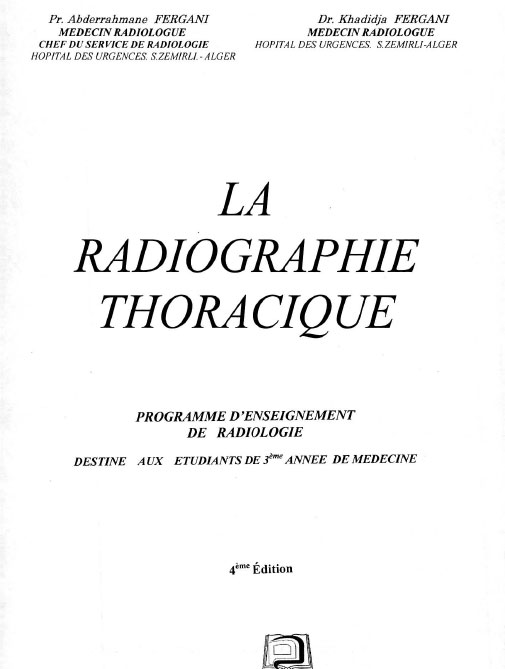 Pr. Abderrahmane FERGANI
MEDECIN RADIOLOGUE
CHEF DU SERVICE DE RADIOLOGIE
HOPITAL DES URGENCES. S.ZEMIRLI.- ALGER
Dr. Khadidja FERGANI
MEDECIN RADIOLOGUE
HOPITAL DES URGENCES. S.ZEMIRLI-ALGER
LA
RADIOGRAPHIE
THORACIQUE
PROGRAMME D'ENSEIGNEMENT
DE RADIOLOGIE
DESTINE AUX ETUDIANTS DE 3ème ANNEE DE MEDECINE
4ème Édition